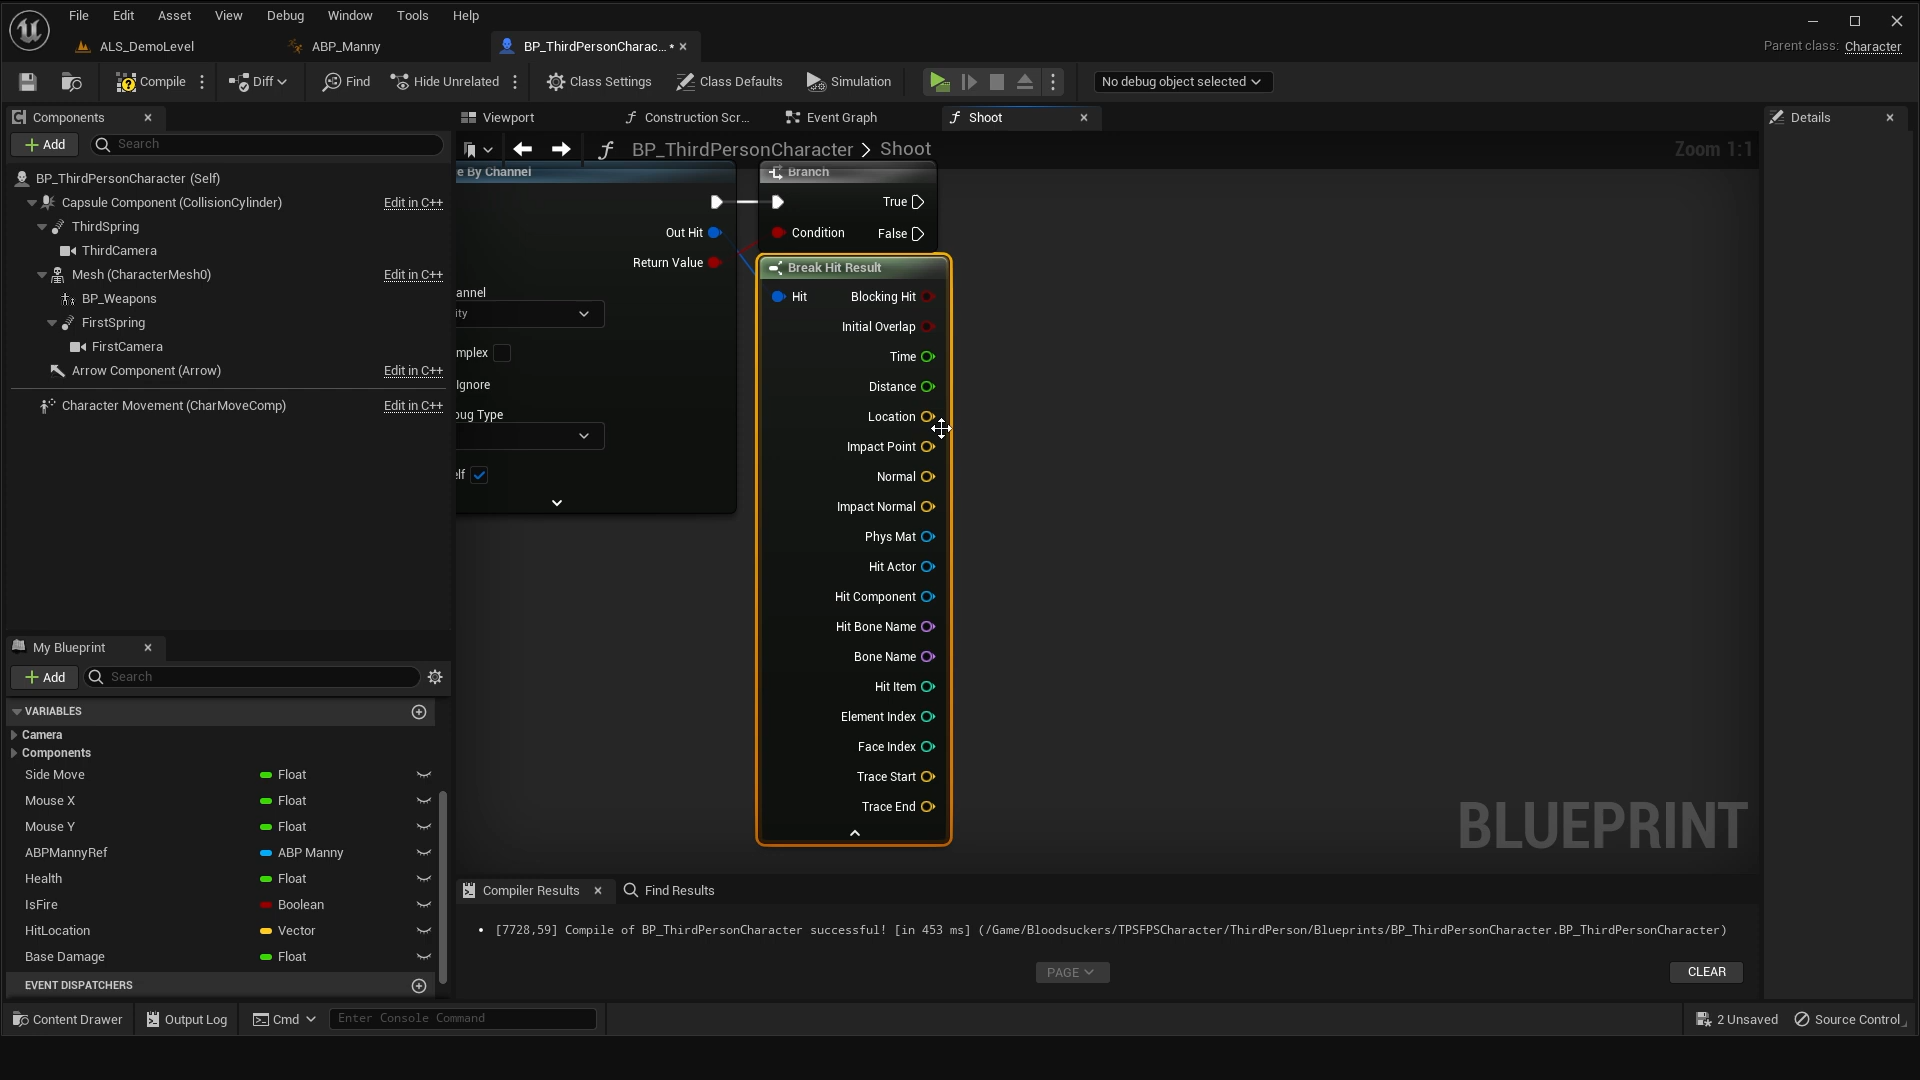 File Edit Asset View Debug Window Tools Help
ALS_DemoLevel ABP_Manny BP_ThirdPersonCharac... *
Parent class: Character
Compile Diff Find Hide Unrelated Class Settings Class Defaults Simulation No debug object selected
Components
Viewport Construction Scr... Event Graph Shoot
Details
Add Search
BP_ThirdPersonCharacter > Shoot
Zoom 1:1
BP_ThirdPersonCharacter (Self)
Capsule Component (CollisionCylinder) Edit in C++
ThirdSpring
ThirdCamera
Mesh (CharacterMesh0) Edit in C++
BP_Weapons
FirstSpring
FirstCamera
Arrow Component (Arrow) Edit in C++
Character Movement (CharMoveComp) Edit in C++
e By Channel
Out Hit
Return Value
annel
ity
mplex
Ignore
bug Type
elf
Branch
True
Condition False
Break Hit Result
Hit Blocking Hit
Initial Overlap
Time
Distance
Location
Impact Point
Normal
Impact Normal
Phys Mat
Hit Actor
Hit Component
Hit Bone Name
Bone Name
Hit Item
Element Index
Face Index
Trace Start
Trace End
BLUEPRINT
My Blueprint
Add Search
VARIABLES
Camera
Components
Side Move Float
Mouse X Float
Mouse Y Float
ABPMannyRef ABP Manny
Health Float
IsFire Boolean
HitLocation Vector
Base Damage Float
EVENT DISPATCHERS
Compiler Results Find Results
[7728,59] Compile of BP_ThirdPersonCharacter successful! [in 453 ms] (/Game/Bloodsuckers/TPSFPSCharacter/ThirdPerson/Blueprints/BP_ThirdPersonCharacter.BP_ThirdPersonCharacter)
PAGE
CLEAR
Content Drawer Output Log Cmd Enter Console Command
2 Unsaved Source Control